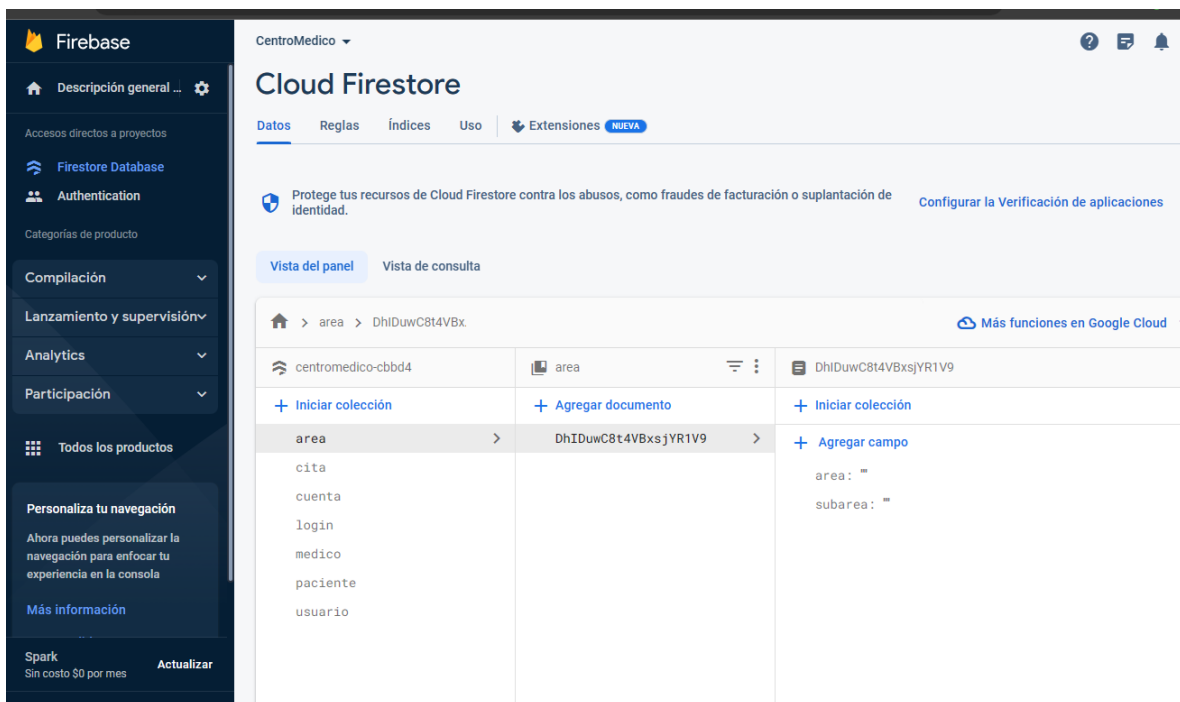 Firebase
Descripción general ...
Accesos directos a proyectos
Firestore Database
Authentication
Categorías de producto
Compilación
Lanzamiento y supervisión
Analytics
Participación
Todos los productos
Personaliza tu navegación
Ahora puedes personalizar la
navegación para enfocar tu
experiencia en la consola
Más información
Spark
Sin costo $0 por mes
Actualizar
CentroMedico
Cloud Firestore
Datos Reglas Índices Uso Extensiones NUEVA
Protege tus recursos de Cloud Firestore contra los abusos, como fraudes de facturación o suplantación de
identidad.
Configurar la Verificación de aplicaciones
Vista del panel Vista de consulta
area > DhIDuwC8t4VBx.
Más funciones en Google Cloud
centromedico-cbbd4
+ Iniciar colección
area
cita
cuenta
login
medico
paciente
usuario
area
+ Agregar documento
DhIDuwC8t4VBxsjYR1V9
DhIDuwC8t4VBxsjYR1V9
+ Iniciar colección
+ Agregar campo
area: ""
subarea: ""